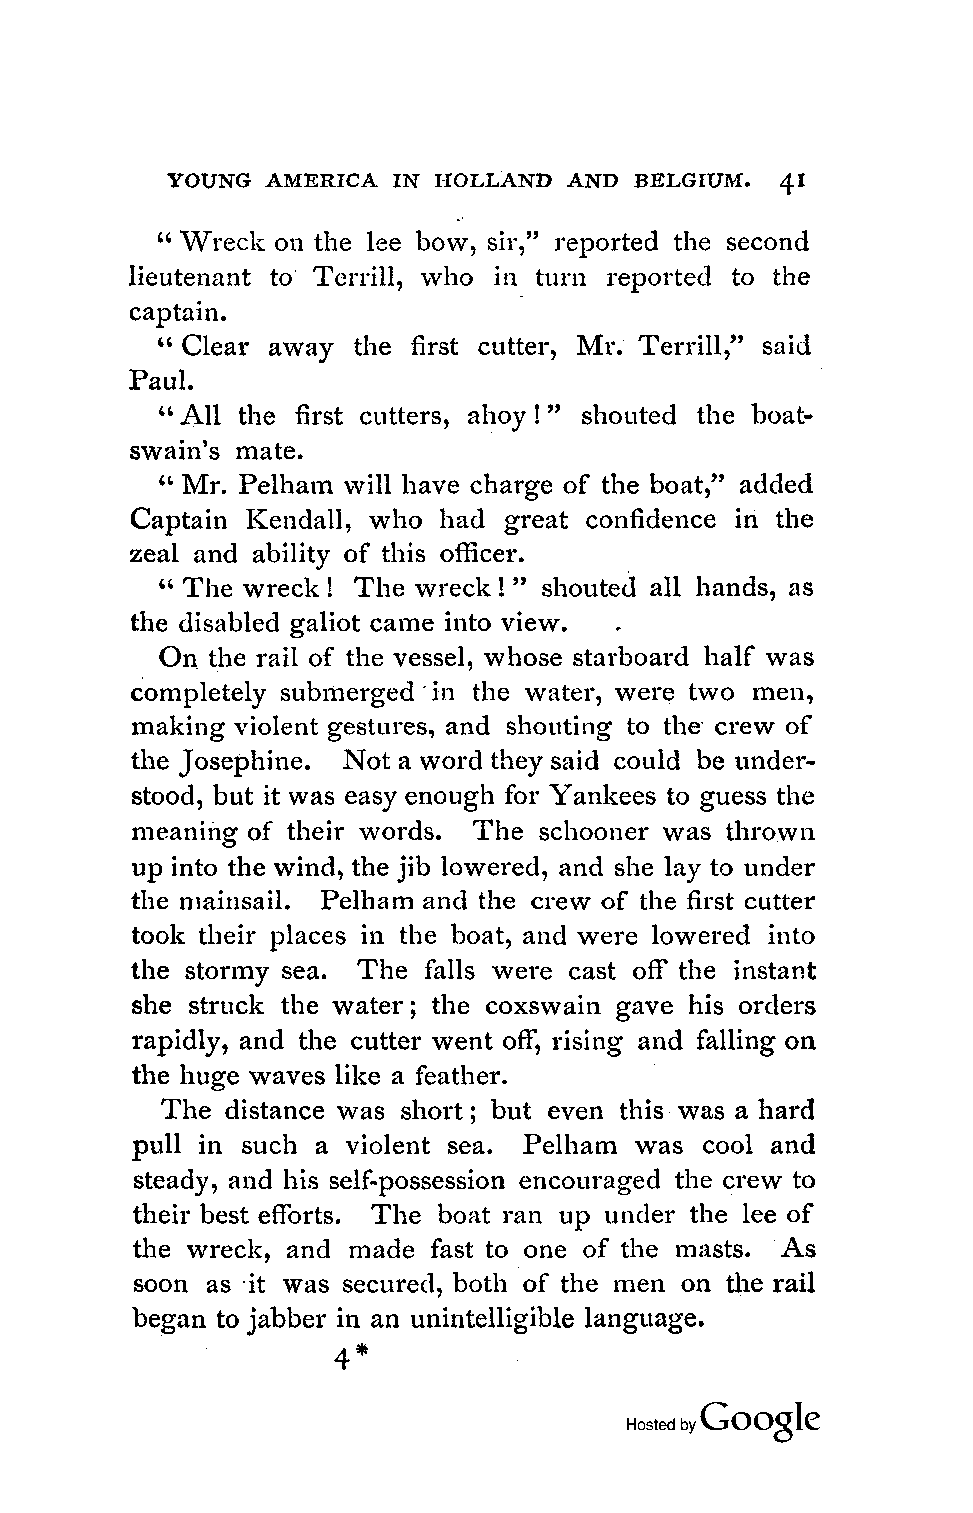 YOUNG AMERICA IN HOLLAND AND BELGIUM. 41
“Wreck on the lee bow, sir,” reported the second
lieutenant to Terrill, who in turn reported to the
captain.
“Clear away the first cutter, Mr. Terrill,” said
Paul.
“All the first cutters, ahoy!” shouted the boat-
swain's mate.
“Mr. Pelham will have charge of the boat,” added
Captain Kendall, who had great confidence in the
zeal and ability of this officer.
“The wreck! The wreck!” shouted all hands, as
the disabled galiot came into view.
On the rail of the vessel, whose starboard half was
completely submerged in the water, were two men,
making violent gestures, and shouting to the crew of
the Josephine. Not a word they said could be under-
stood, but it was easy enough for Yankees to guess the
meaning of their words. The schooner was thrown
up into the wind, the jib lowered, and she lay to under
the mainsail. Pelham and the crew of the first cutter
took their places in the boat, and were lowered into
the stormy sea. The falls were cast off the instant
she struck the water; the coxswain gave his orders
rapidly, and the cutter went off, rising and falling on
the huge waves like a feather.
The distance was short; but even this was a hard
pull in such a violent sea. Pelham was cool and
steady, and his self-possession encouraged the crew to
their best efforts. The boat ran up under the lee of
the wreck, and made fast to one of the masts. As
soon as it was secured, both of the men on the rail
began to jabber in an unintelligible language.
4*
Hosted by Google